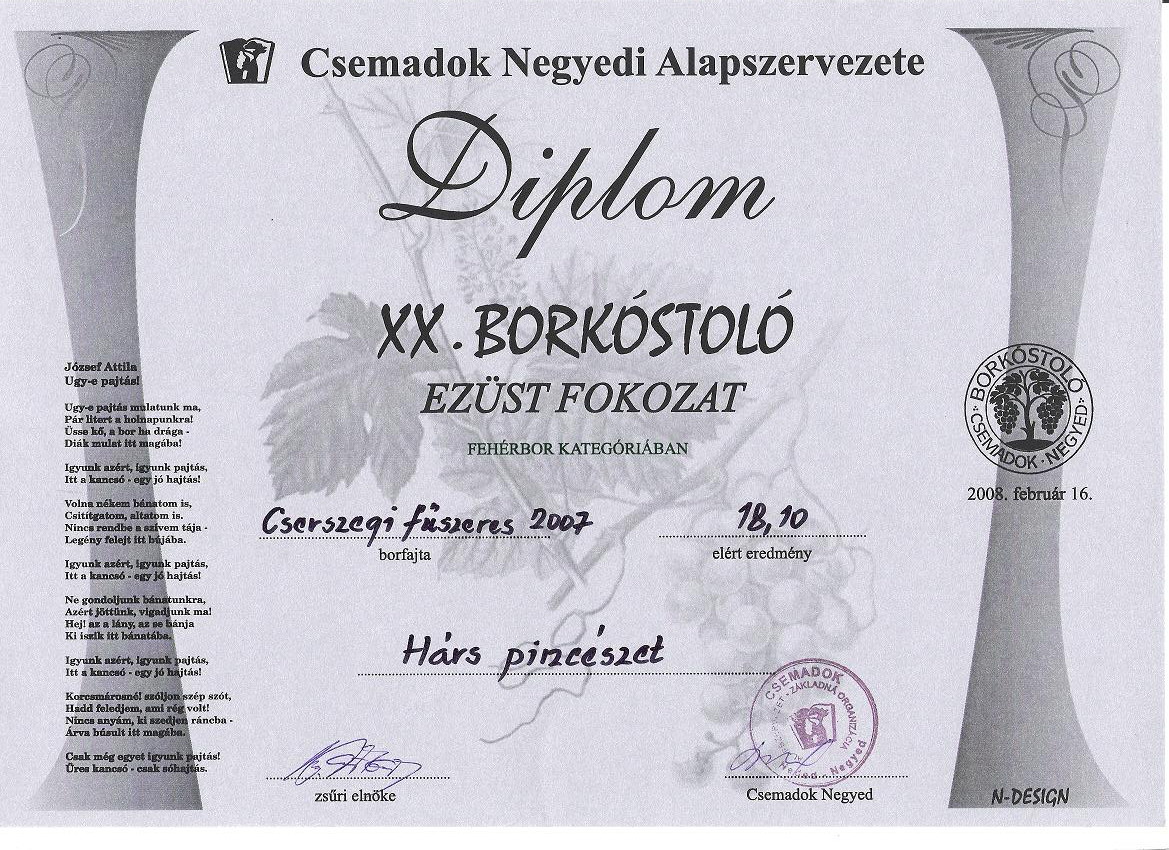 Csemadok Negyedi Alapszervezete
Diplom
XX. BORKÓSTOLÓ
EZÜST FOKOZAT
FEHÉRBOR KATEGÓRIÁBAN
József Attila
Ugy-e pajtás!
Ugy-e pajtás mulatunk ma,
Pár litert a holnapunkra!
Üsse kő, a bor ha drága -
Diák mulat itt magába!
Igyunk azért, igyunk pajtás,
Itt a kancsó - egy jó hajtás!
Volna nékem bánatom is,
Csititgatom, altatom is.
Nincs rendbe a szívem tája -
Legény felejt itt bújába.
Igyunk azért, igyunk pajtás,
Itt a kancsó - egy jó hajtás!
Ne gondoljunk bánatunkra,
Azért jöttünk, vigadjunk ma!
Hej! az a lány, az se bánja
Ki iszik itt bánatába.
Igyunk azért, igyunk pajtás,
Itt a kancsó - egy jó hajtás!
Korcsmárosné! szóljon szép szót,
Hadd feledjem, ami rég volt!
Nincs anyám, ki szedjen ráncba -
Árva búsult itt magába.
Csak még egyet igyunk pajtás!
Üres kancsó - csak sóhajtás.
BORKÓSTOLÓ
CSEMADOK · NEGYED
2008. február 16.
Cserszegi fűszeres 2007
borfajta
18,10
elért eredmény
Hárs pincészet
CSEMADOK
ZÁKLADNÁ ORGANIZÁCIA
Negyed
zsűri elnöke
Csemadok Negyed
N-DESIGN